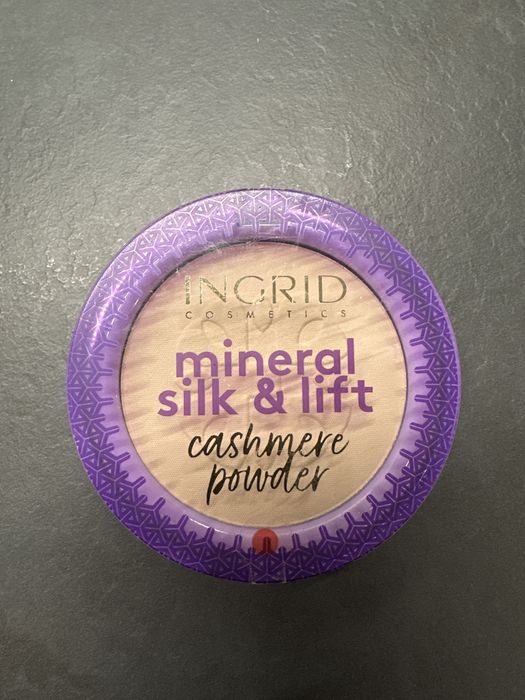 INGRID
COSMETICS
mineral
silk & lift
cashmere
powder